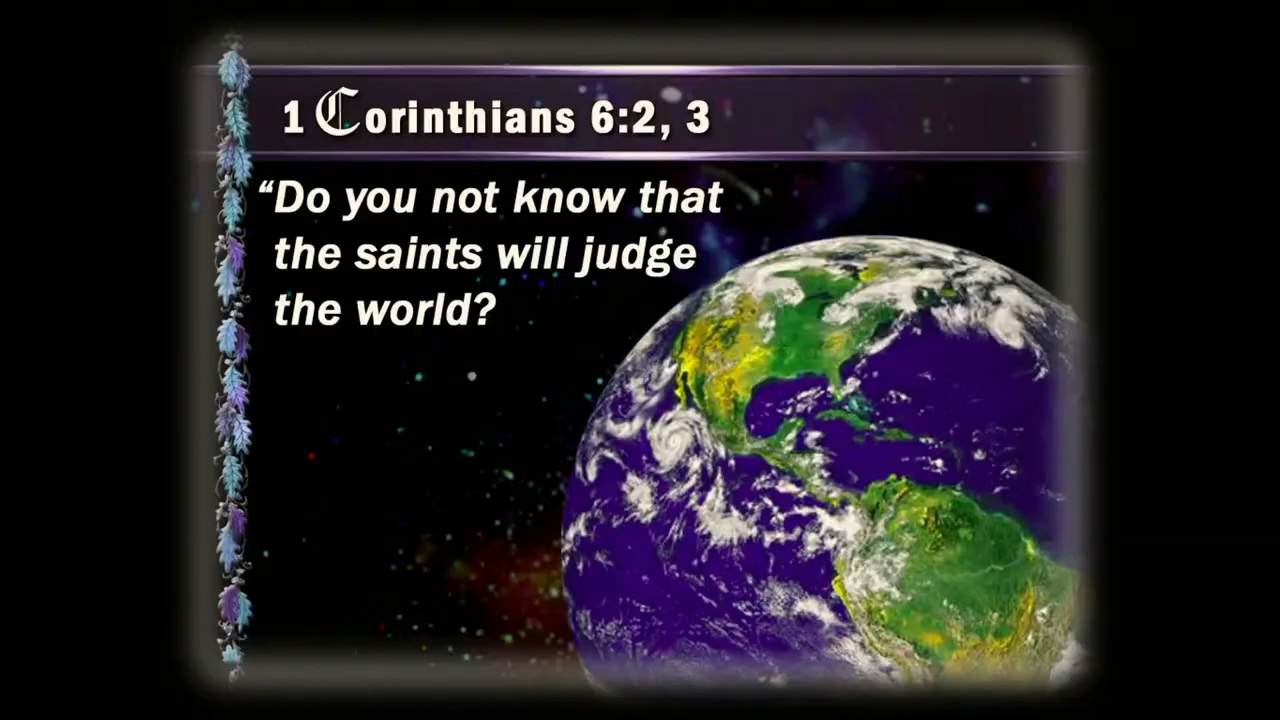 1 Corinthians 6:2, 3
“Do you not know that
the saints will judge
the world?